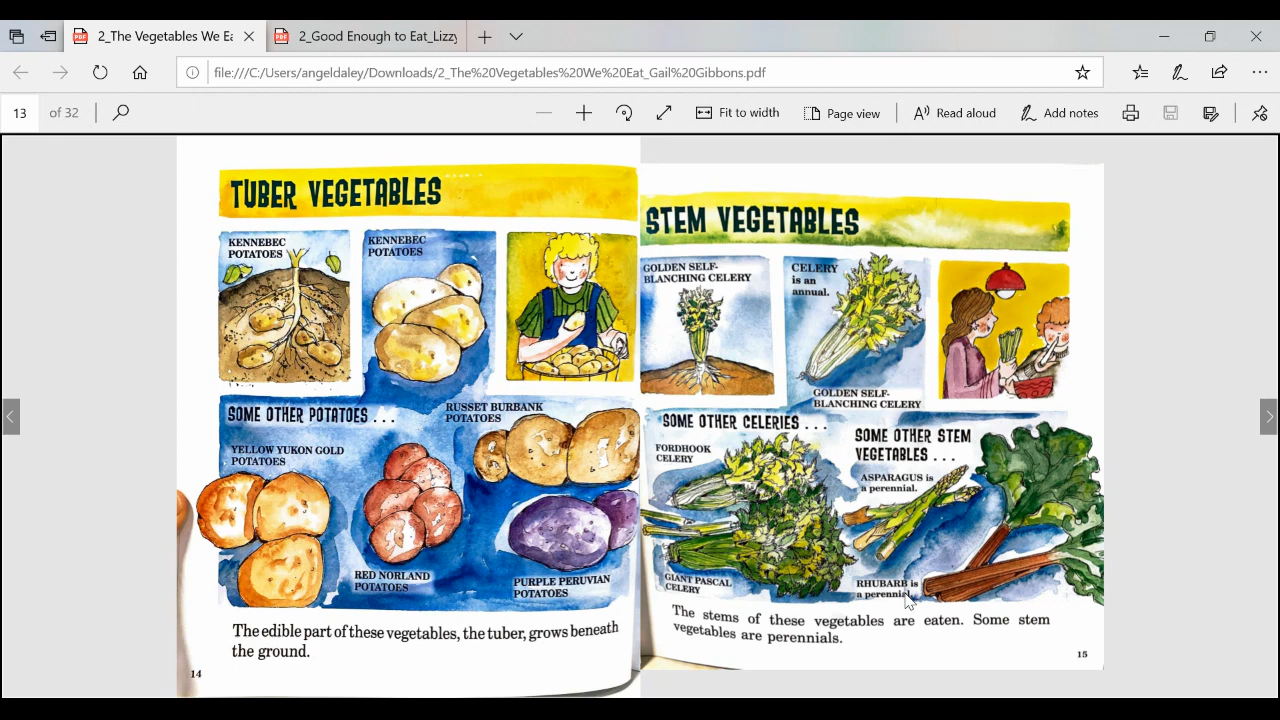 2_The Vegetables We Ea
2_Good Enough to Eat_Lizzy
file:///C:/Users/angeldaley/Downloads/2_The%20Vegetables%20We%20Eat_Gail%20Gibbons.pdf
13 of 32
Fit to width
Page view
Read aloud
Add notes
TUBER VEGETABLES
KENNEBEC
POTATOES
KENNEBEC
POTATOES
SOME OTHER POTATOES . . .
RUSSET BURBANK
POTATOES
YELLOW YUKON GOLD
POTATOES
RED NORLAND
POTATOES
PURPLE PERUVIAN
POTATOES
The edible part of these vegetables, the tuber, grows beneath
the ground.
14
STEM VEGETABLES
GOLDEN SELF-
BLANCHING CELERY
CELERY
is an
annual.
GOLDEN SELF-
BLANCHING CELERY
SOME OTHER CELERIES . . .
FORDHOOK
CELERY
GIANT PASCAL
CELERY
SOME OTHER STEM
VEGETABLES . . .
ASPARAGUS is
a perennial.
RHUBARB is
a perennial.
The stems of these vegetables are eaten. Some stem
vegetables are perennials.
15